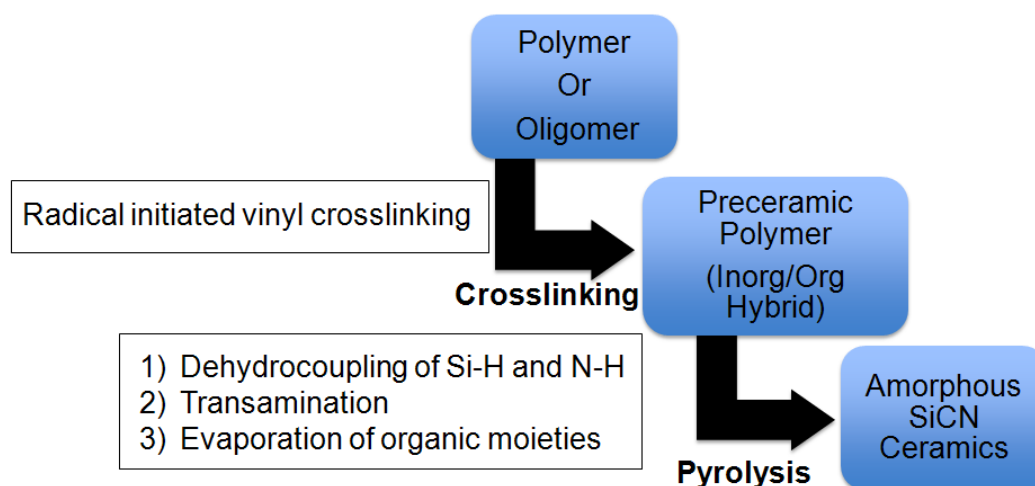 Polymer
Or
Oligomer
Radical initiated vinyl crosslinking
Crosslinking
Preceramic
Polymer
(Inorg/Org
Hybrid)
1) Dehydrocoupling of Si-H and N-H
2) Transamination
3) Evaporation of organic moieties
Pyrolysis
Amorphous
SiCN
Ceramics